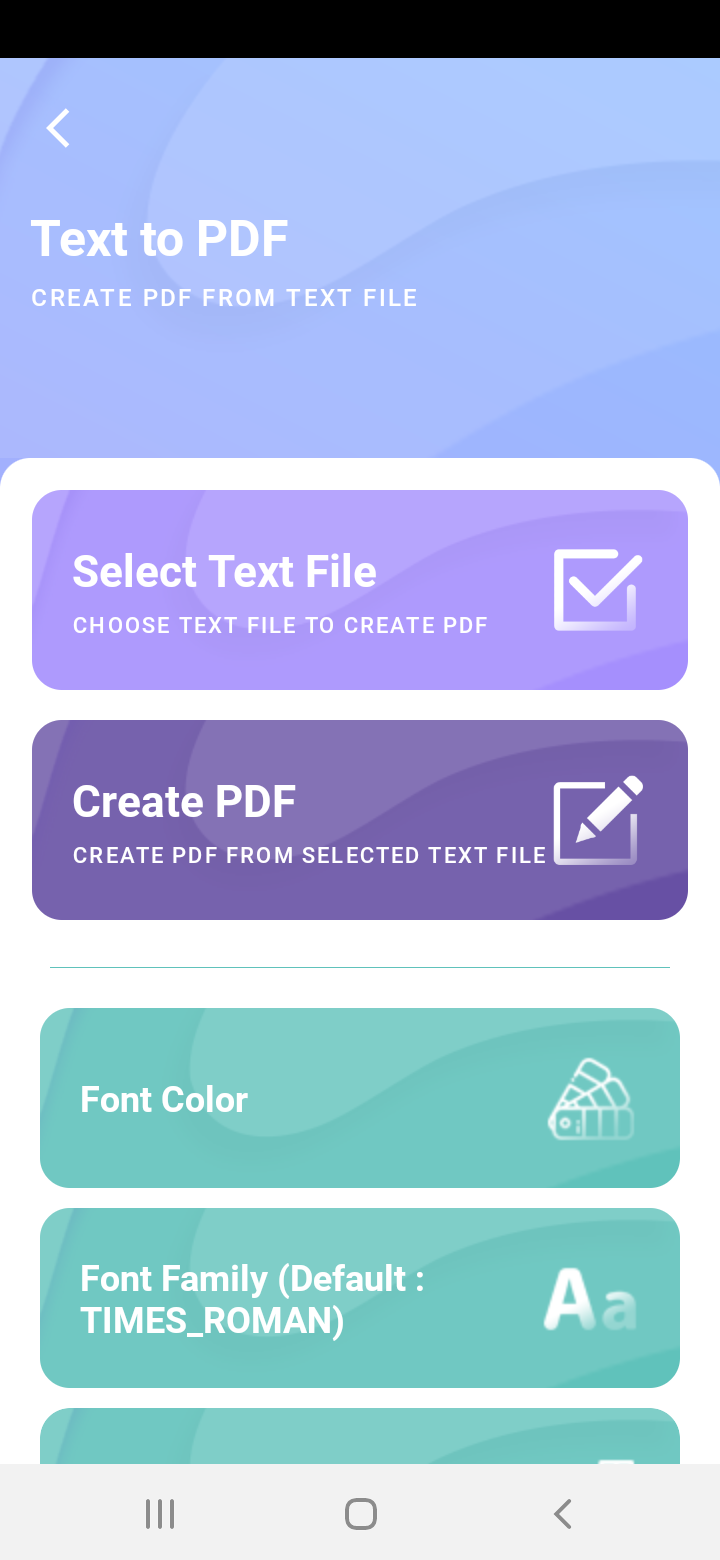 Text to PDF
CREATE PDF FROM TEXT FILE
Select Text File
CHOOSE TEXT FILE TO CREATE PDF
Create PDF
CREATE PDF FROM SELECTED TEXT FILE
Font Color
Font Family (Default :
TIMES_ROMAN)
Aa